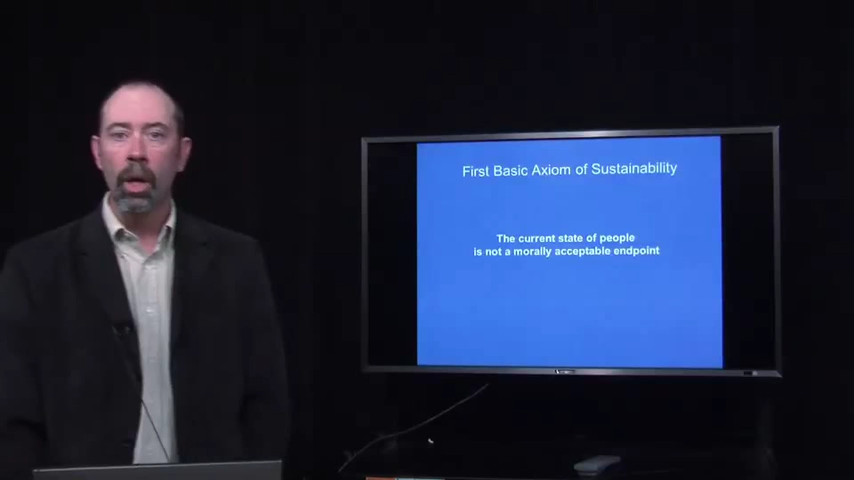 First Basic Axiom of Sustainability
The current state of people
is not a morally acceptable endpoint